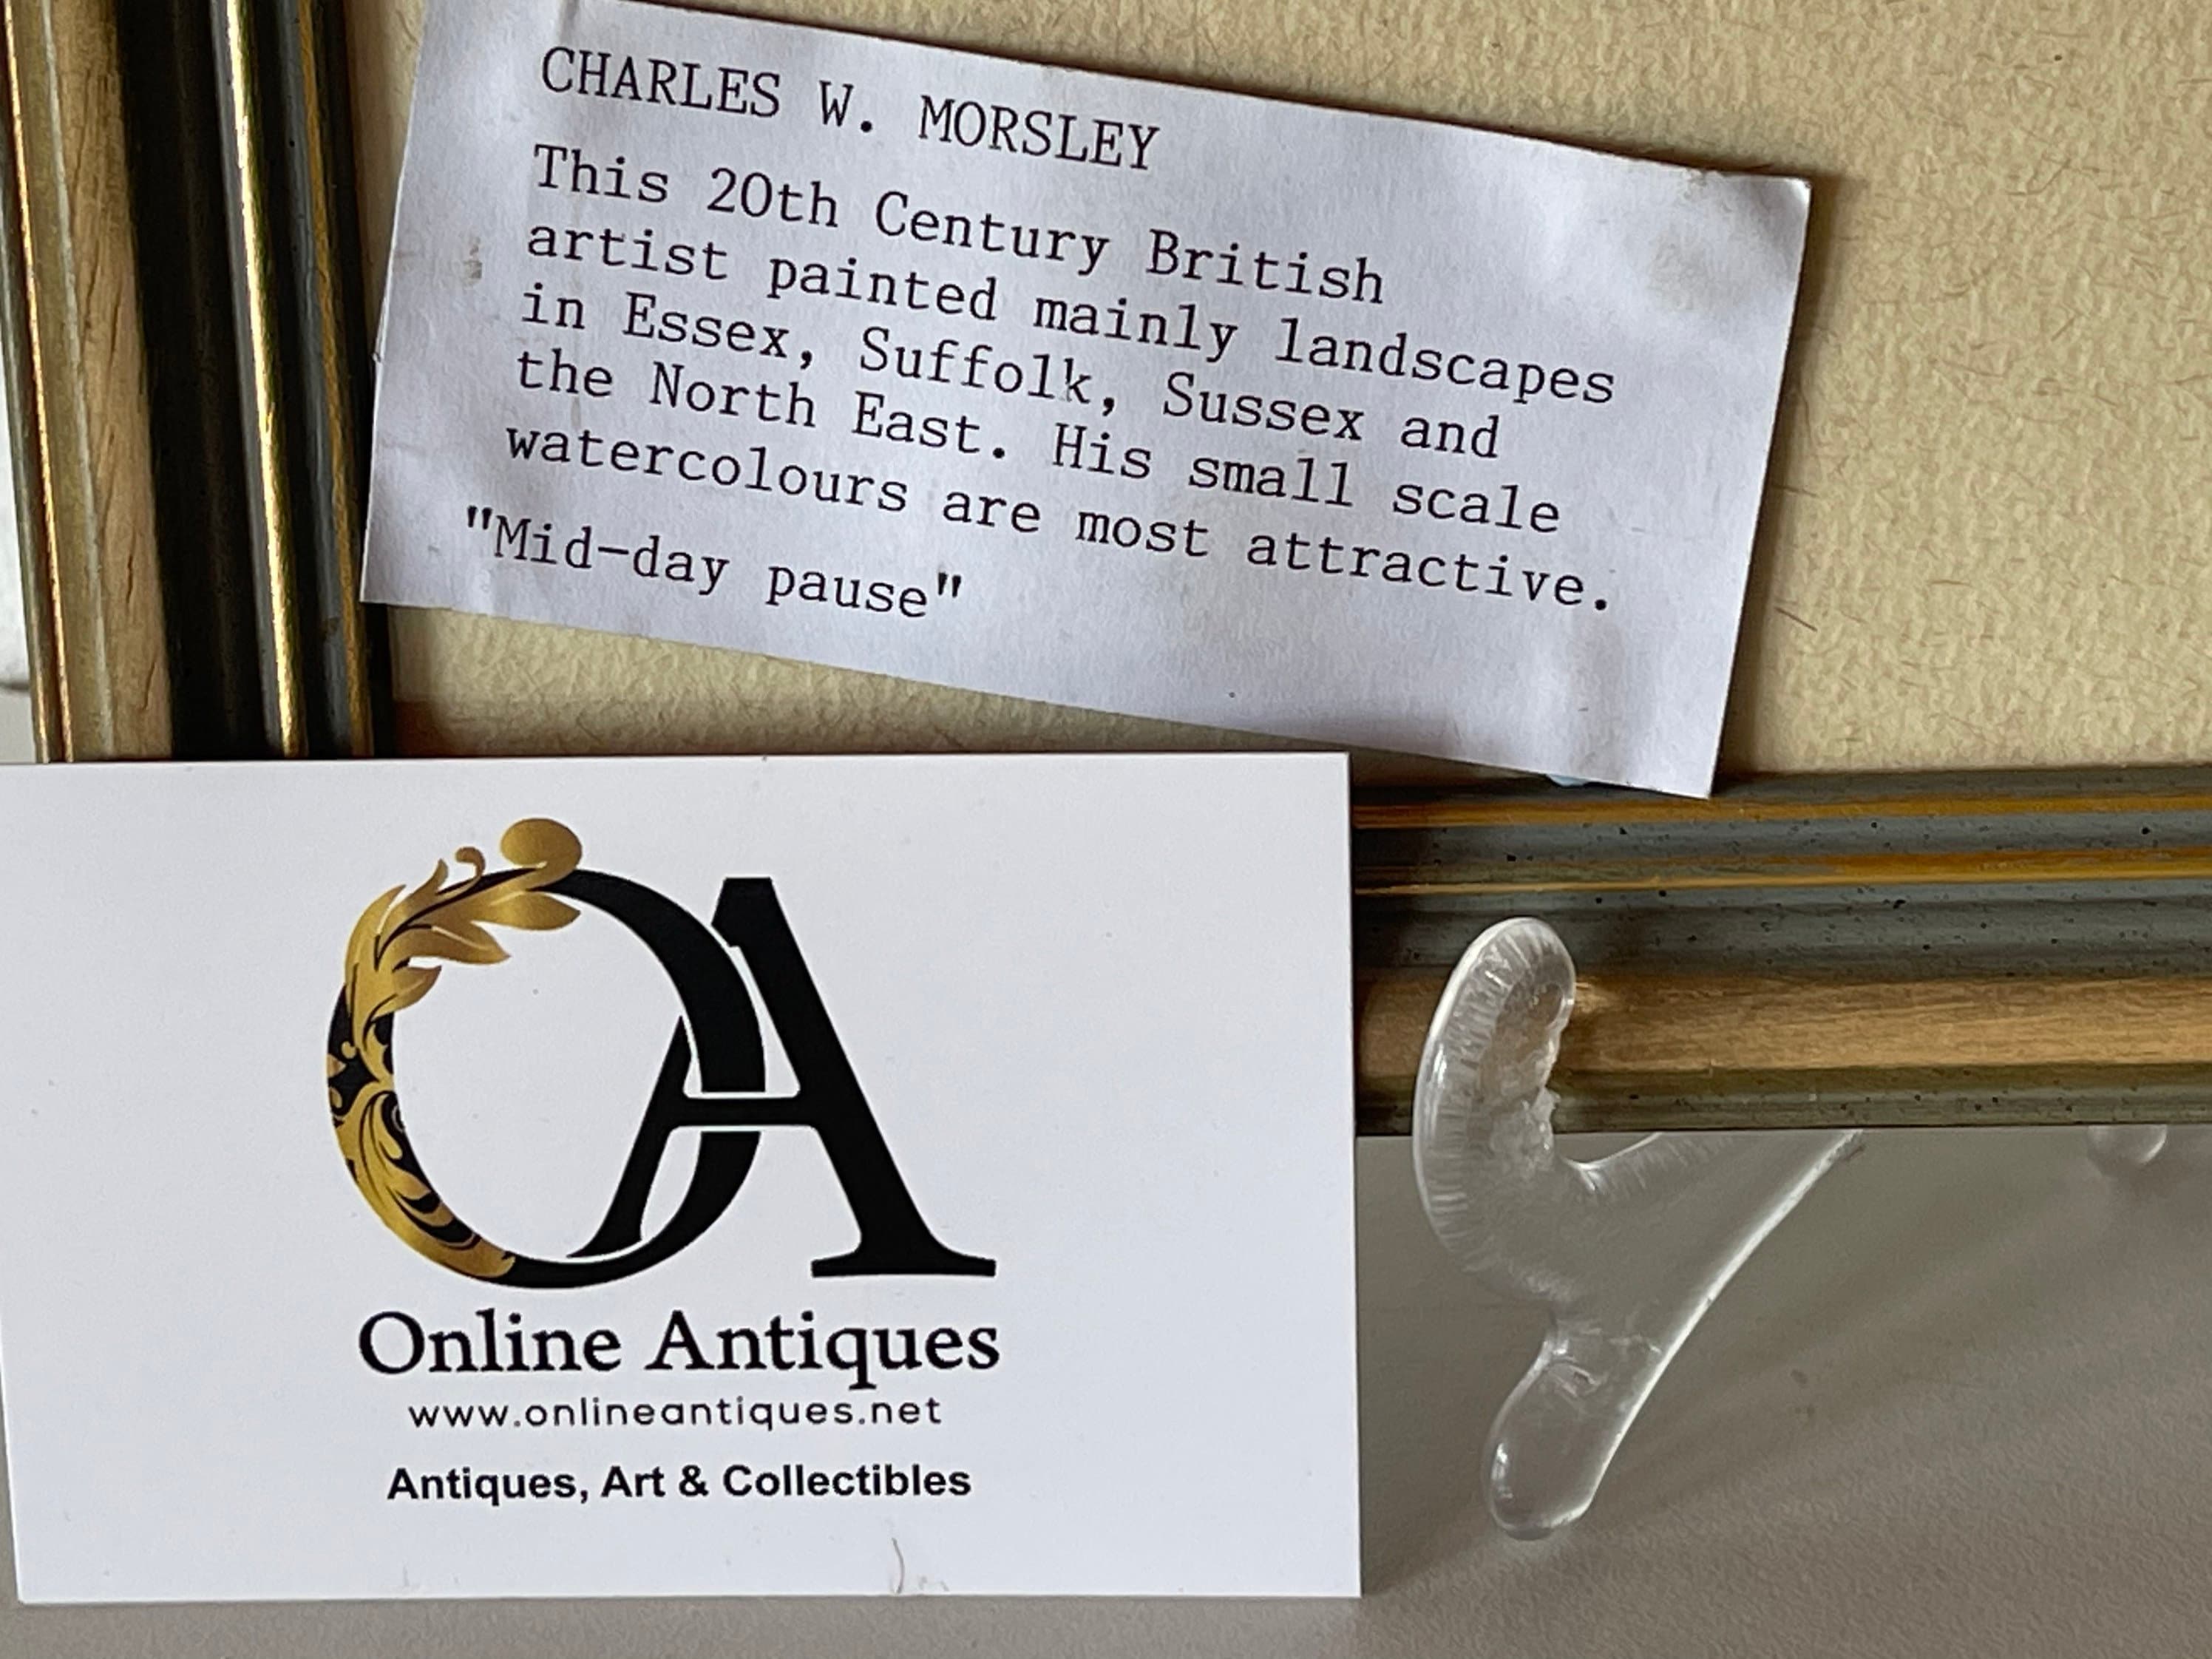 CHARLES W. MORSLEY
This 20th Century British
artist painted mainly landscapes
in Essex, Suffolk, Sussex and
the North East. His small scale
watercolours are most attractive.
"Mid-day pause"
OA
Online Antiques
www.onlineantiques.net
Antiques, Art & Collectibles